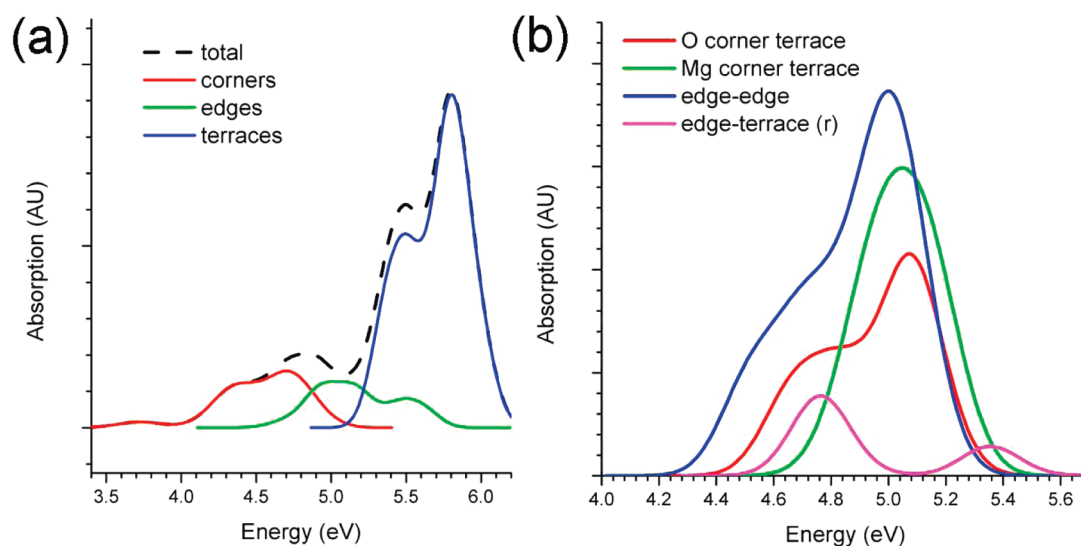 (a)
total
corners
edges
terraces
Absorption (AU)
3.5 4.0 4.5 5.0 5.5 6.0
Energy (eV)
(b)
O corner terrace
Mg corner terrace
edge-edge
edge-terrace (r)
Absorption (AU)
4.0 4.2 4.4 4.6 4.8 5.0 5.2 5.4 5.6
Energy (eV)